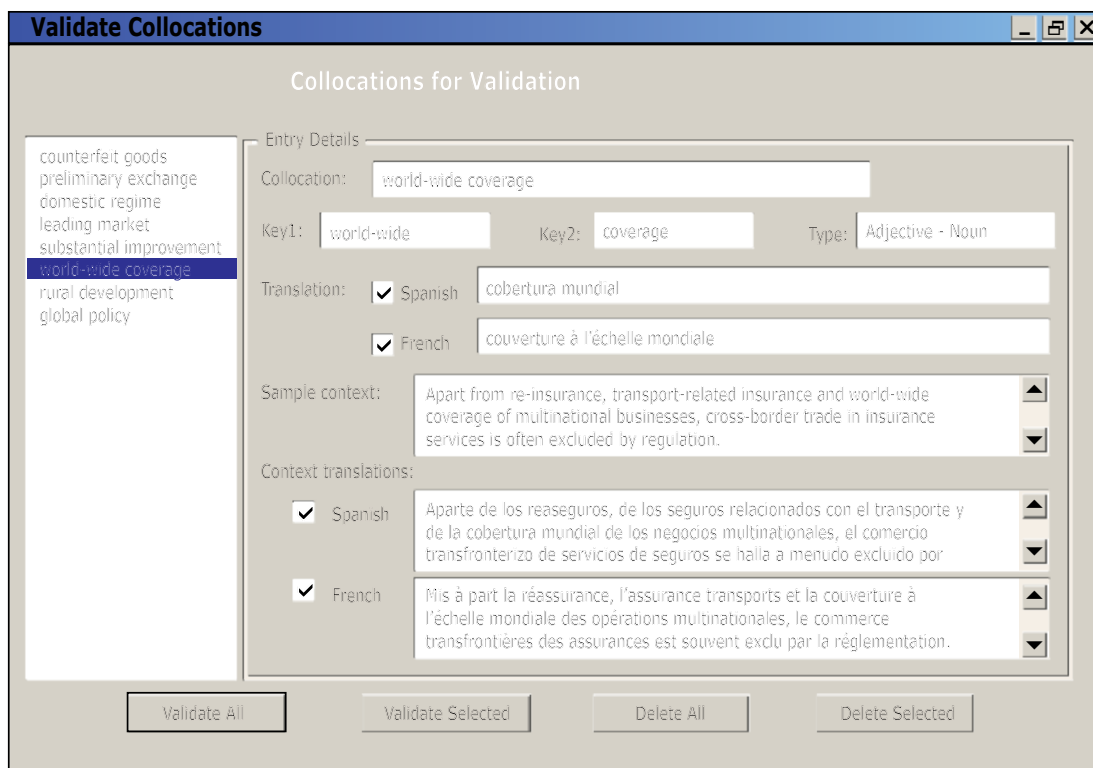 Validate Collocations
Collocations for Validation
counterfeit goods
preliminary exchange
domestic regime
leading market
substantial improvement
world-wide coverage
rural development
global policy
Entry Details
Collocation: world-wide coverage
Key1: world-wide Key2: coverage Type: Adjective - Noun
Translation: Spanish cobertura mundial
French couverture à l'échelle mondiale
Sample context: Apart from re-insurance, transport-related insurance and world-wide
coverage of multinational businesses, cross-border trade in insurance
services is often excluded by regulation.
Context translations:
Spanish Aparte de los reaseguros, de los seguros relacionados con el transporte y
de la cobertura mundial de los negocios multinationales, el comercio
transfronterizo de servicios de seguros se halla a menudo excluido por
French Mis à part la réassurance, l'assurance transports et la couverture à
l'échelle mondiale des opérations multinationales, le commerce
transfrontières des assurances est souvent exclu par la réglementation.
Validate All Validate Selected Delete All Delete Selected